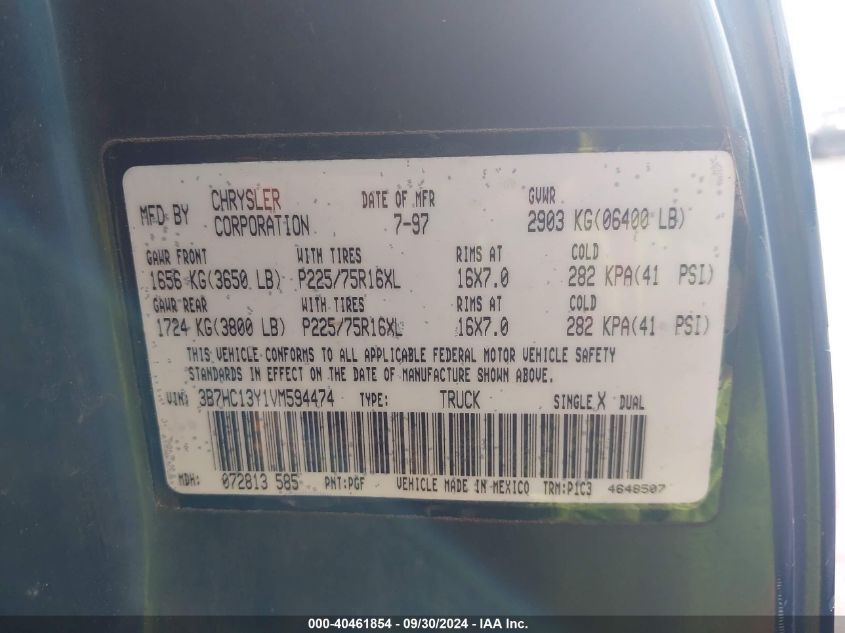 MFD BY CHRYSLER CORPORATION DATE OF MFR 7-97 GVWR 2903 KG(06400 LB)
GAWR FRONT WITH TIRES RIMS AT COLD
1656 KG(3650 LB) P225/75R16XL 16X7.0 282 KPA(41 PSI)
GAWR REAR WITH TIRES RIMS AT COLD
1724 KG(3800 LB) P225/75R16XL 16X7.0 282 KPA(41 PSI)
THIS VEHICLE CONFORMS TO ALL APPLICABLE FEDERAL MOTOR VEHICLE SAFETY
STANDARDS IN EFFECT ON THE DATE OF MANUFACTURE SHOWN ABOVE.
VIN: 3B7HC13Y1VM594474 TYPE: TRUCK SINGLE X DUAL
MDH: 072813 585 PNT:PGF VEHICLE MADE IN MEXICO TRM:P1C3 4648507
000-40461854 - 09/30/2024 - IAA Inc.